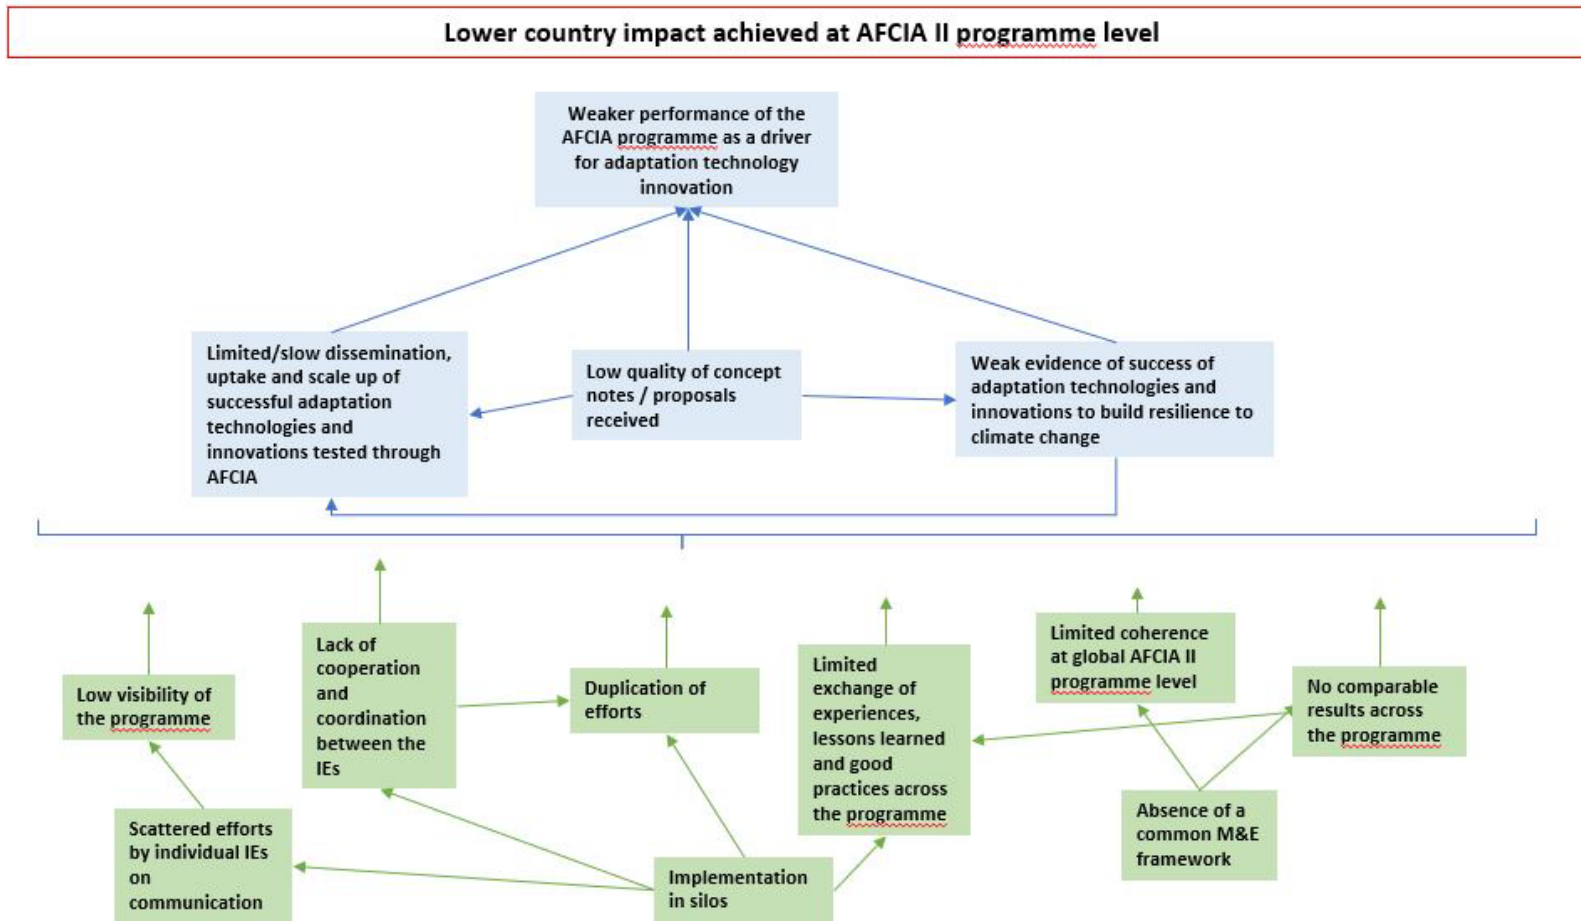 Lower country impact achieved at AFCIA II programme level
Weaker performance of the
AFCIA programme as a driver
for adaptation technology
innovation
Limited/slow dissemination,
uptake and scale up of
successful adaptation
technologies and
innovations tested through
AFCIA
Low quality of concept
notes / proposals
received
Weak evidence of success of
adaptation technologies and
innovations to build resilience to
climate change
Low visibility of
the programme
Lack of
cooperation
and
coordination
between the
IEs
Duplication of
efforts
Limited
exchange of
experiences,
lessons learned
and good
practices across
the programme
Limited coherence
at global AFCIA II
programme level
No comparable
results across
the programme
Scattered efforts
by individual IEs
on
communication
Implementation
in silos
Absence of a
common M&E
framework